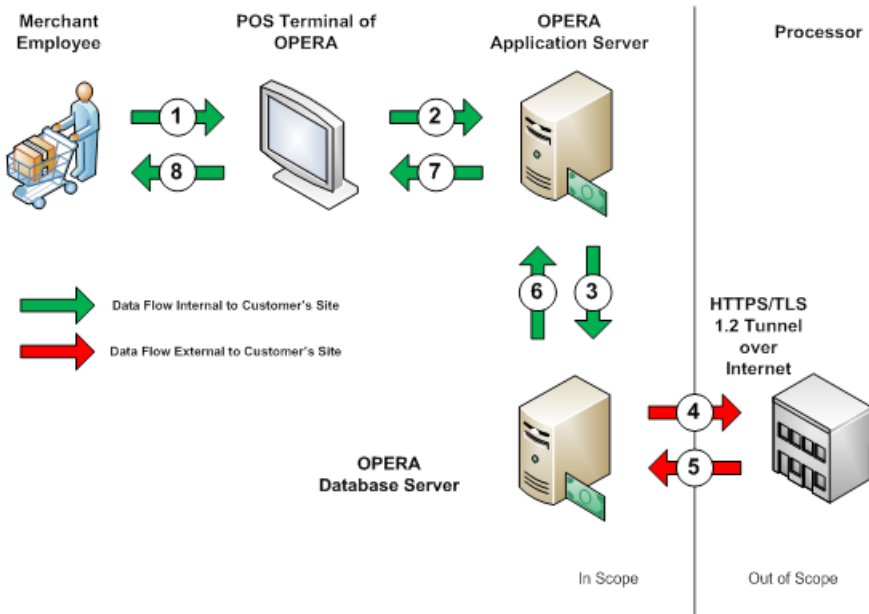 Merchant
Employee
POS Terminal of
OPERA
OPERA
Application Server
Processor
1
2
8
7
6
3
Data Flow Internal to Customer's Site
Data Flow External to Customer's Site
HTTPS/TLS
1.2 Tunnel
over
Internet
4
5
OPERA
Database Server
In Scope
Out of Scope